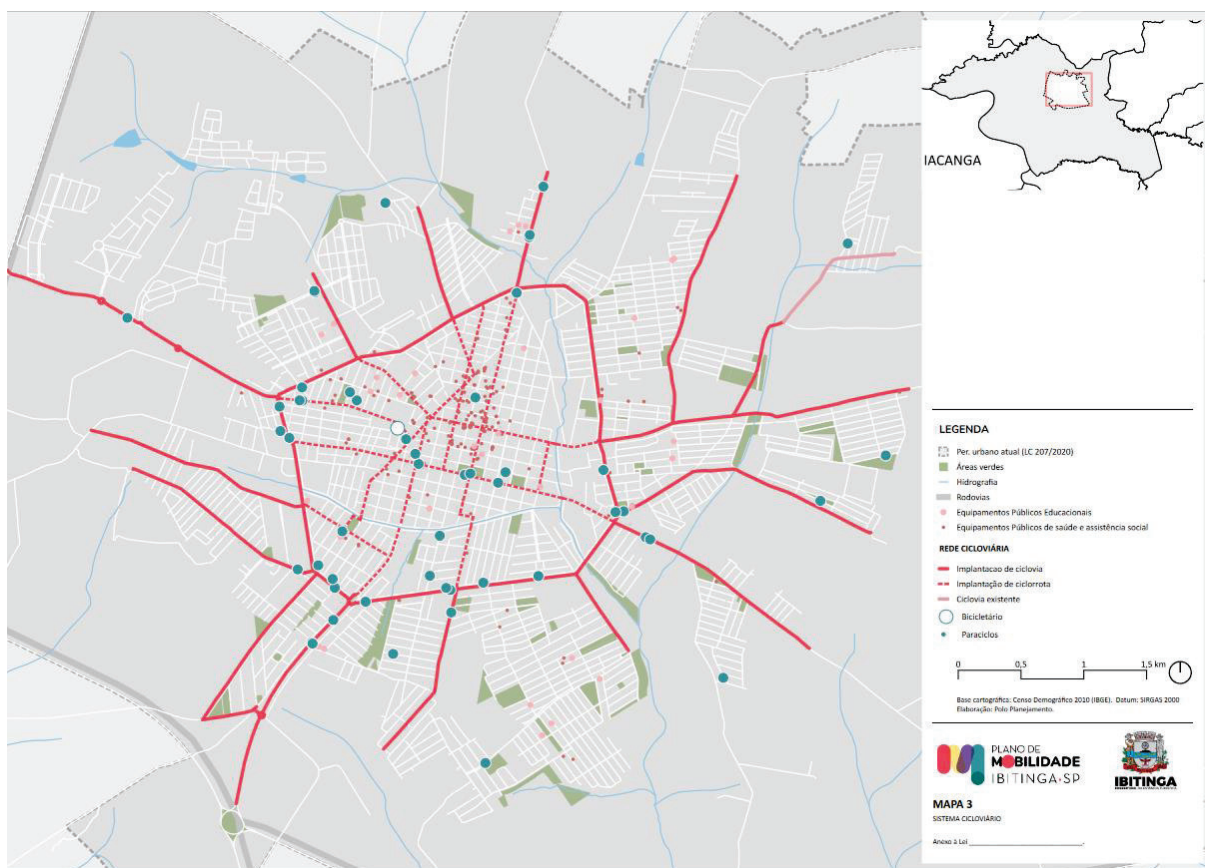 IACANGA
LEGENDA
Per. urbano atual (LC 207/2020)
Áreas verdes
Hidrografia
Rodovias
Equipamentos Públicos Educacionais
Equipamentos Públicos de saúde e assistência social
REDE CICLOVIÁRIA
Implantacao de ciclovia
Implantação de ciclorrota
Ciclovia existente
Bicicletário
Paraciclos
0 0,5 1 1,5 km
Base cartográfica: Censo Demográfico 2010 (IBGE). Datum: SIRGAS 2000
Elaboração: Polo Planejamento.
PLANO DE
MOBILIDADE
IBITINGA·SP
IBITINGA
MAPA 3
SISTEMA CICLOVIÁRIO
Anexo à Lei ____________________________.